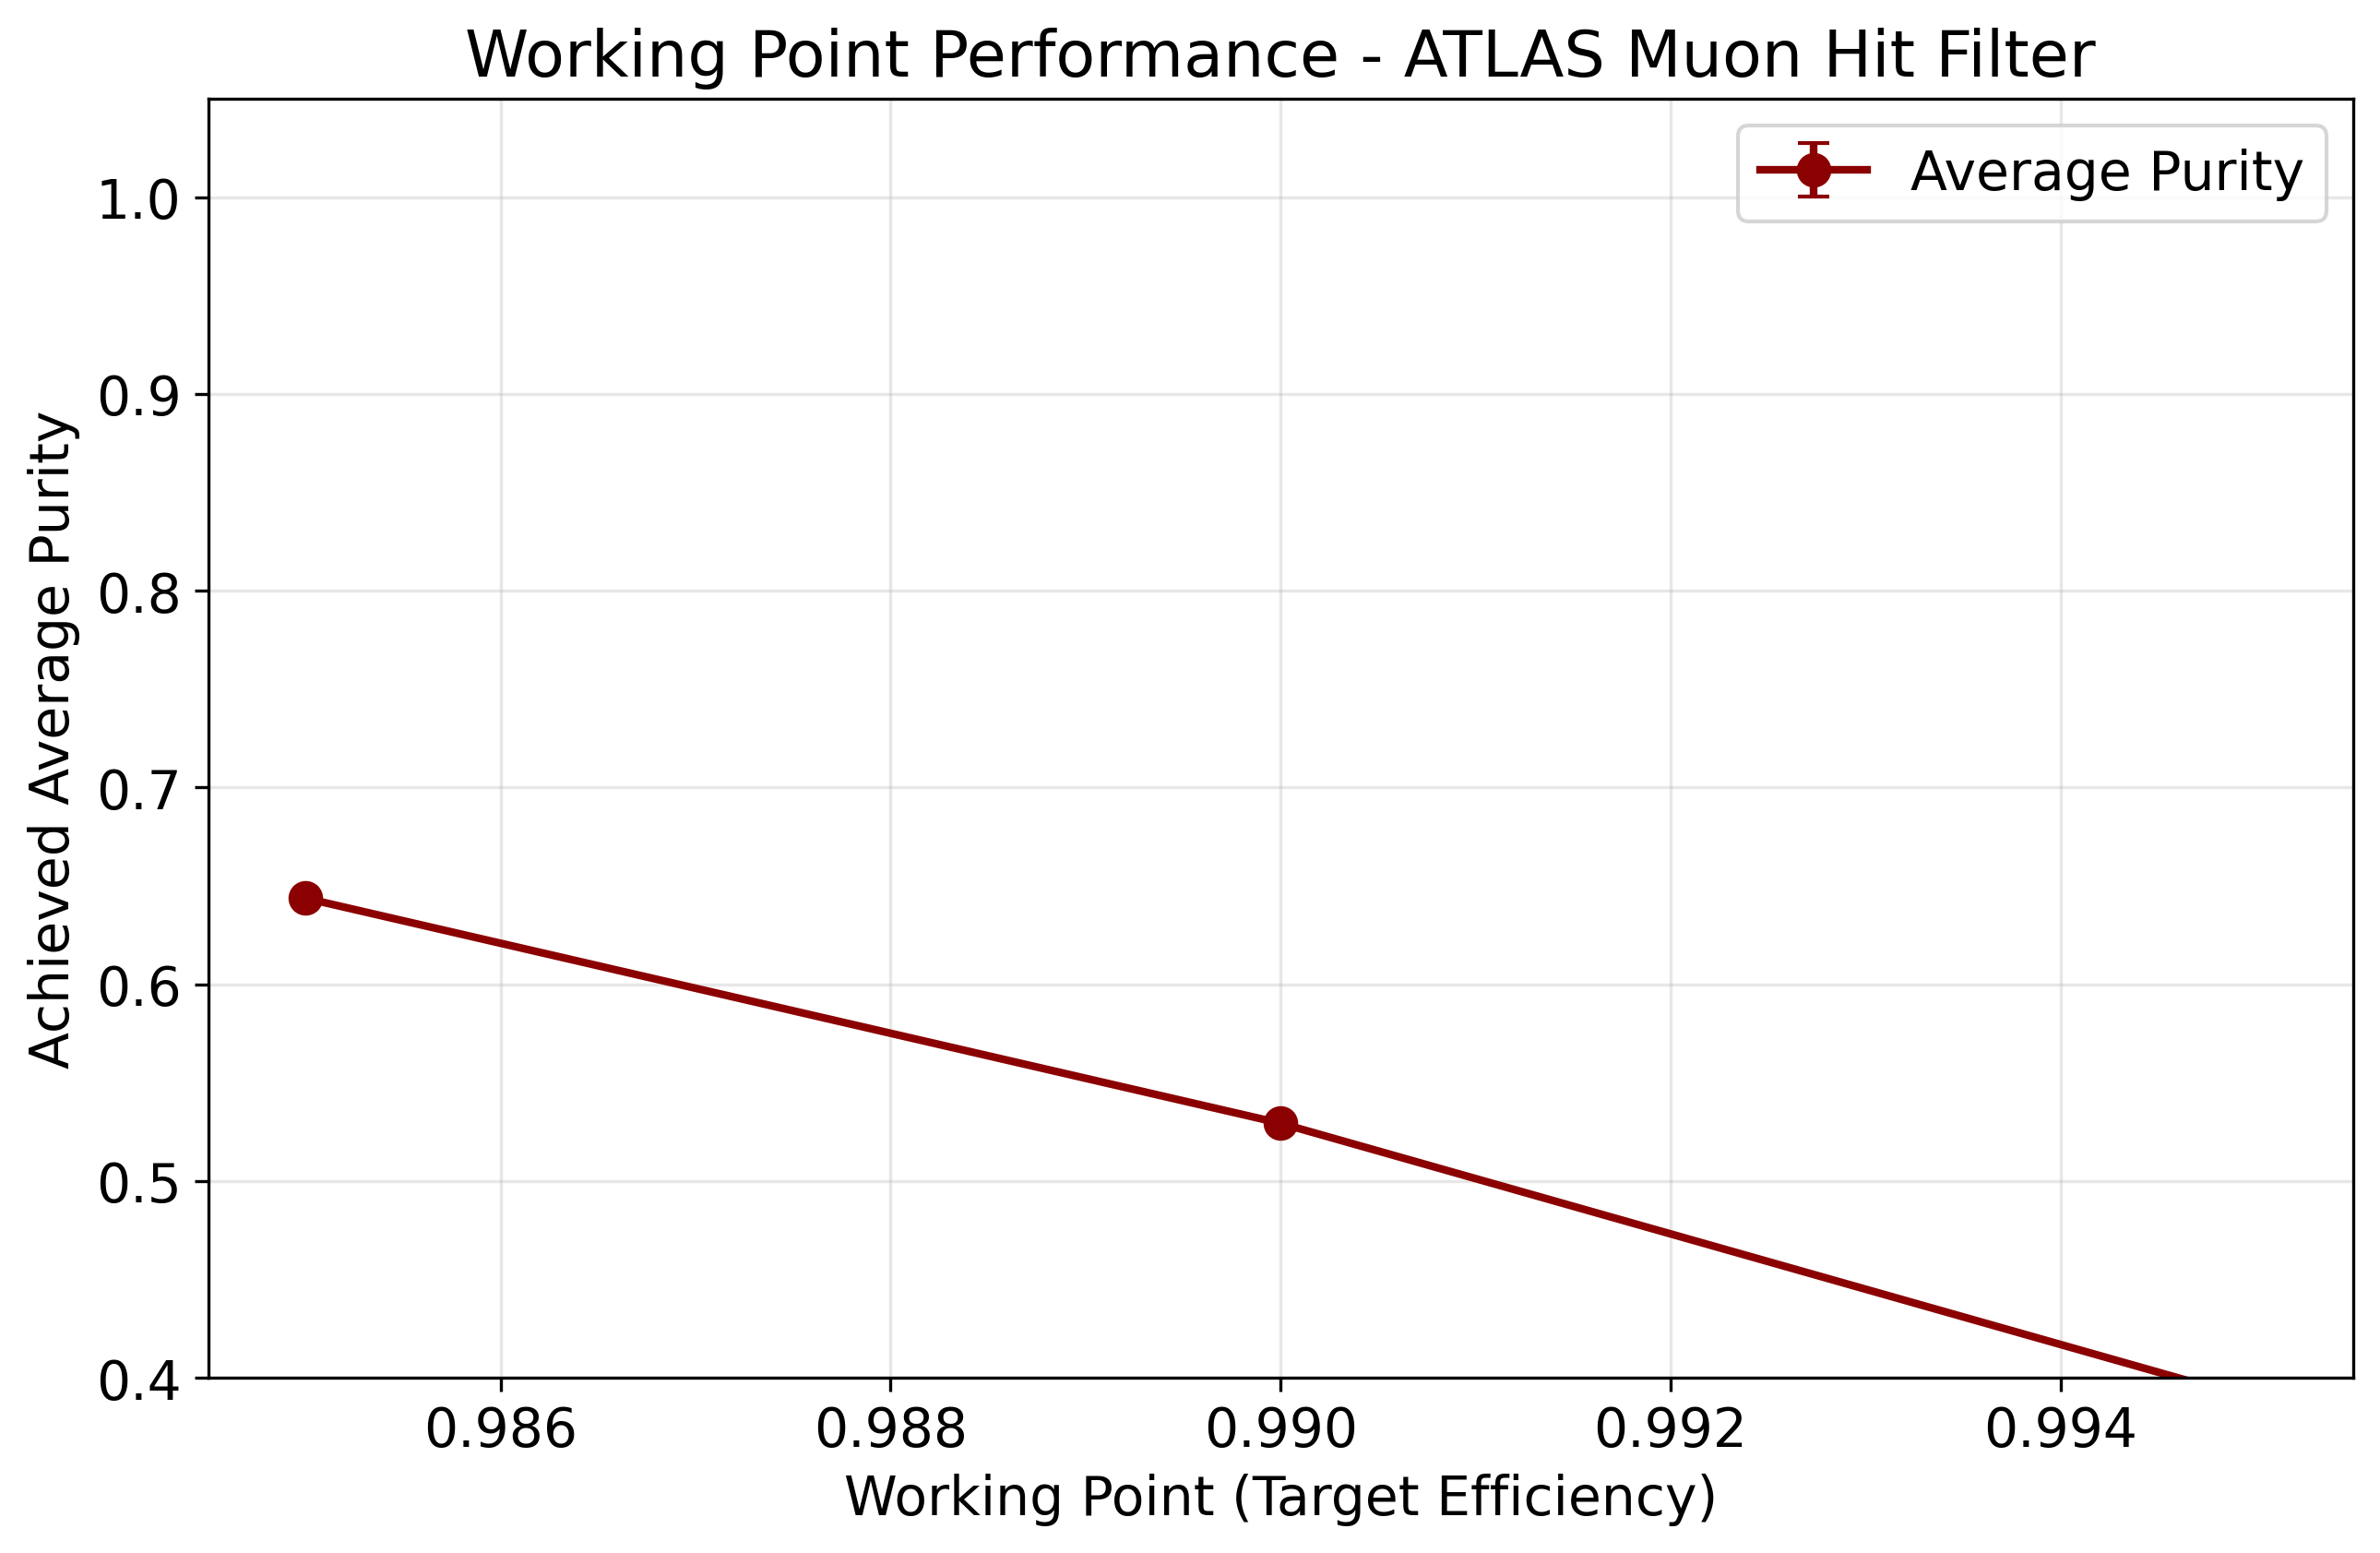 Working Point Performance - ATLAS Muon Hit Filter
Average Purity
Achieved Average Purity
1.0
0.9
0.8
0.7
0.6
0.5
0.4
0.986 0.988 0.990 0.992 0.994
Working Point (Target Efficiency)